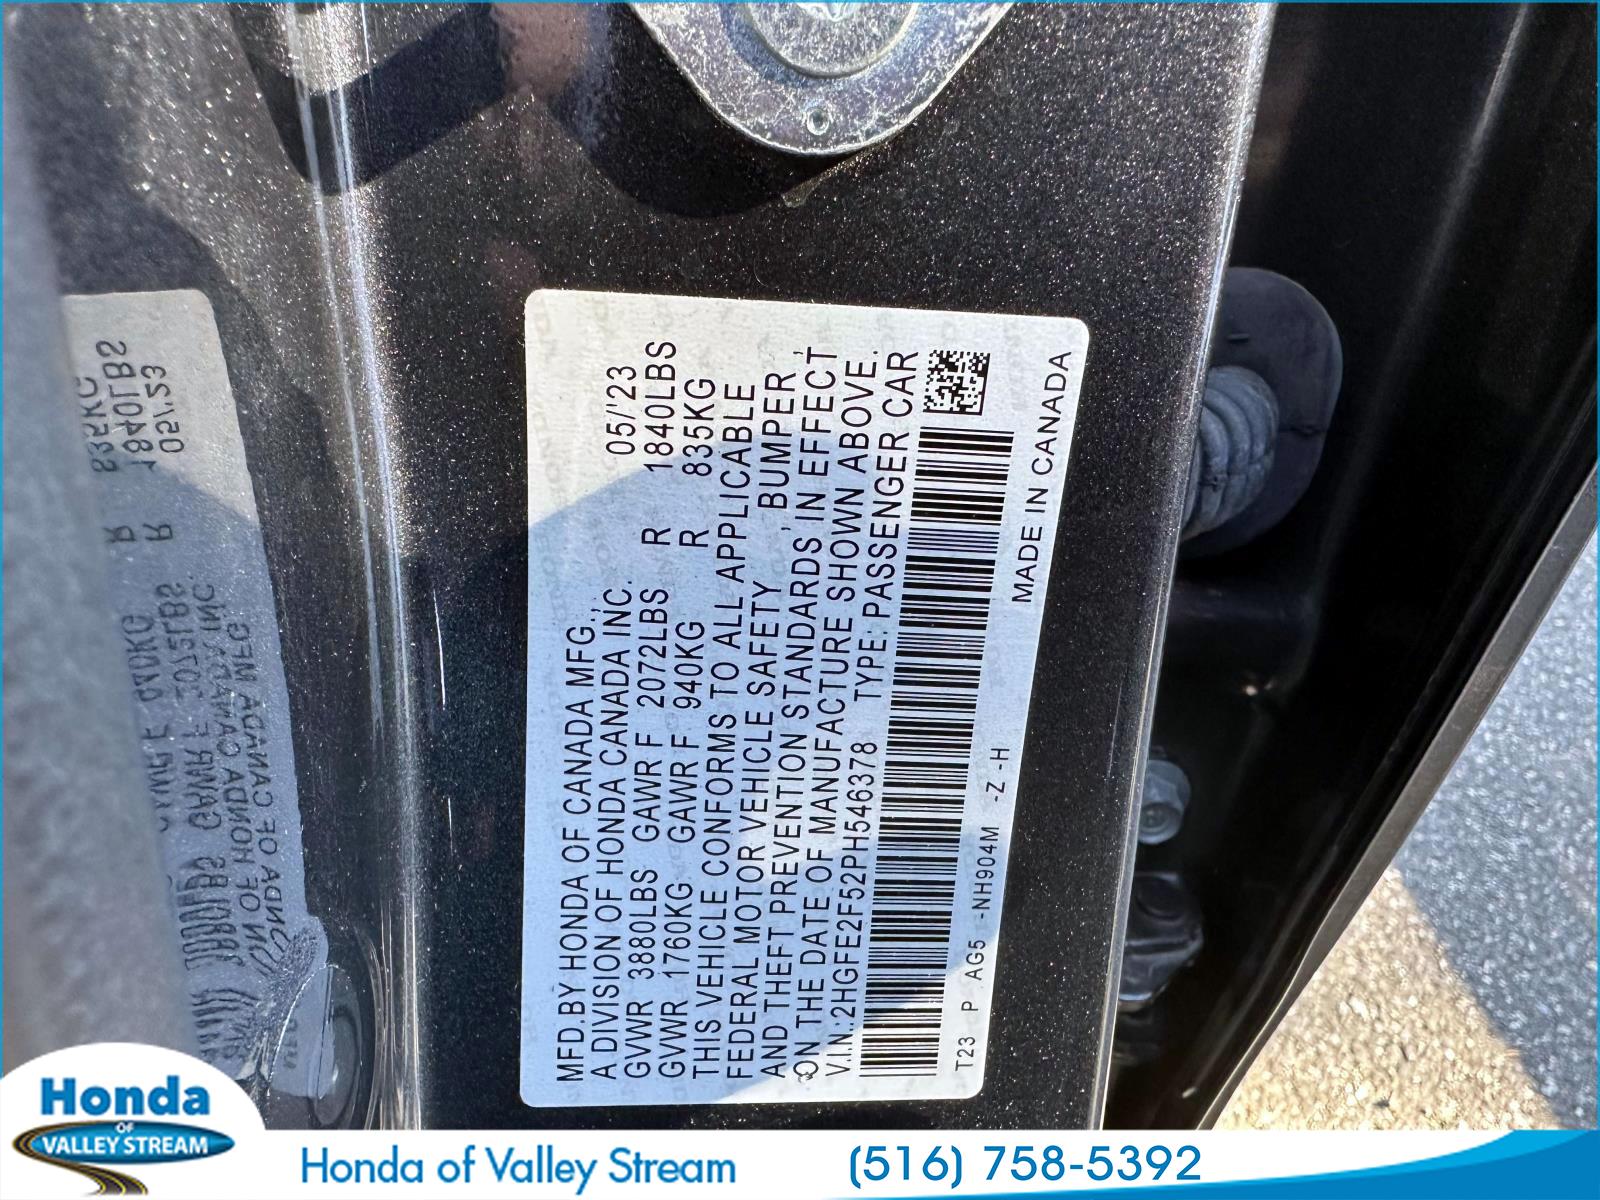 MFD.BY HONDA OF CANADA MFG.,
A DIVISION OF HONDA CANADA INC. 05/'23
GVWR 3880LBS GAWR F 2072LBS R 1840LBS
GVWR 1760KG GAWR F 940KG R 835KG
THIS VEHICLE CONFORMS TO ALL APPLICABLE
FEDERAL MOTOR VEHICLE SAFETY, BUMPER,
AND THEFT PREVENTION STANDARDS IN EFFECT
ON THE DATE OF MANUFACTURE SHOWN ABOVE.
V.I.N.:2HGFE2F52PH546378 TYPE: PASSENGER CAR
T23 P AG5 -NH904M -Z -H
MADE IN CANADA
Honda
OF
VALLEY STREAM
Honda of Valley Stream (516) 758-5392